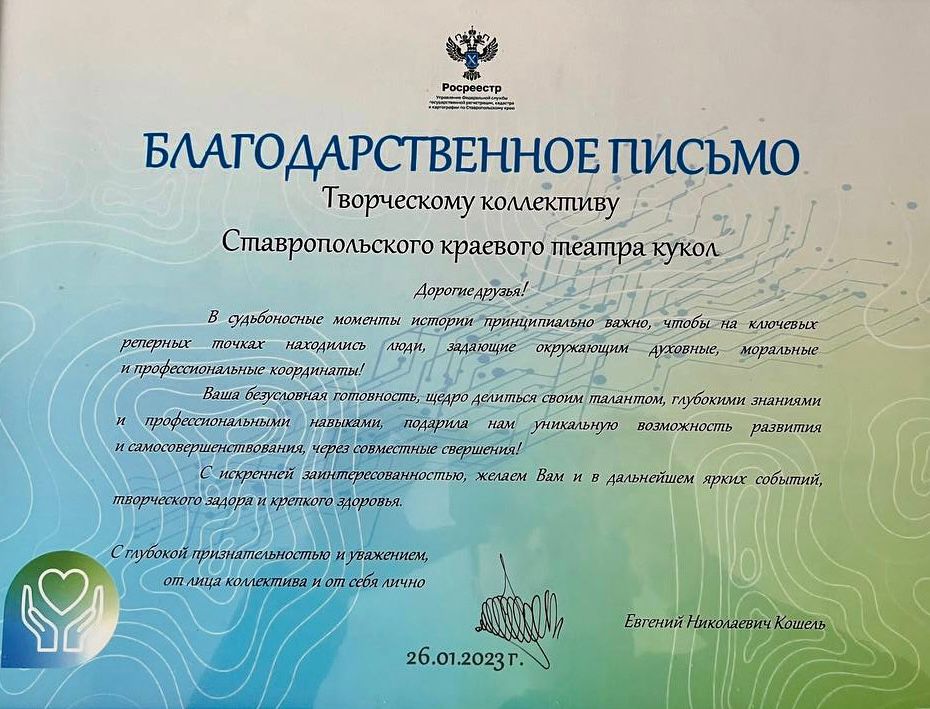 Росреестр
Управление Федеральной службы
государственной регистрации, кадастра
и картографии по Ставропольскому краю
БЛАГОДАРСТВЕННОЕ ПИСЬМО
Творческому коллективу
Ставропольского краевого театра кукол
Дорогие друзья!
В судьбоносные моменты истории принципиально важно, чтобы на ключевых
реперных точках находились люди, задающие окружающим духовные, моральные
и профессиональные координаты!
Ваша безусловная готовность, щедро делиться своим талантом, глубокими знаниями
и профессиональными навыками, подарила нам уникальную возможность развития
и самосовершенствования, через совместные свершения!
С искренней заинтересованностью, желаем Вам и в дальнейшем ярких событий,
творческого задора и крепкого здоровья.
С глубокой признательностью и уважением,
от лица коллектива и от себя лично
Евгений Николаевич Кошель
26.01.2023 г.